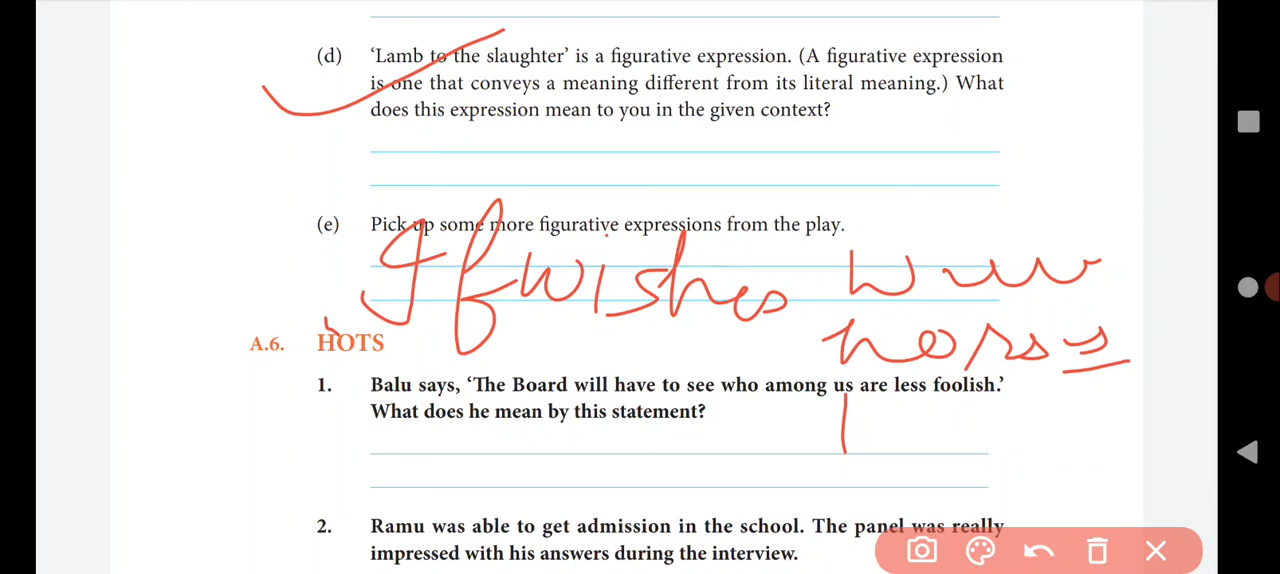 (d) ‘Lamb to the slaughter’ is a figurative expression. (A figurative expression
is one that conveys a meaning different from its literal meaning.) What
does this expression mean to you in the given context?
(e) Pick up some more figurative expressions from the play.
If wishes were
horses
A.6. HOTS
1. Balu says, ‘The Board will have to see who among us are less foolish.’
What does he mean by this statement?
2. Ramu was able to get admission in the school. The panel was really
impressed with his answers during the interview.